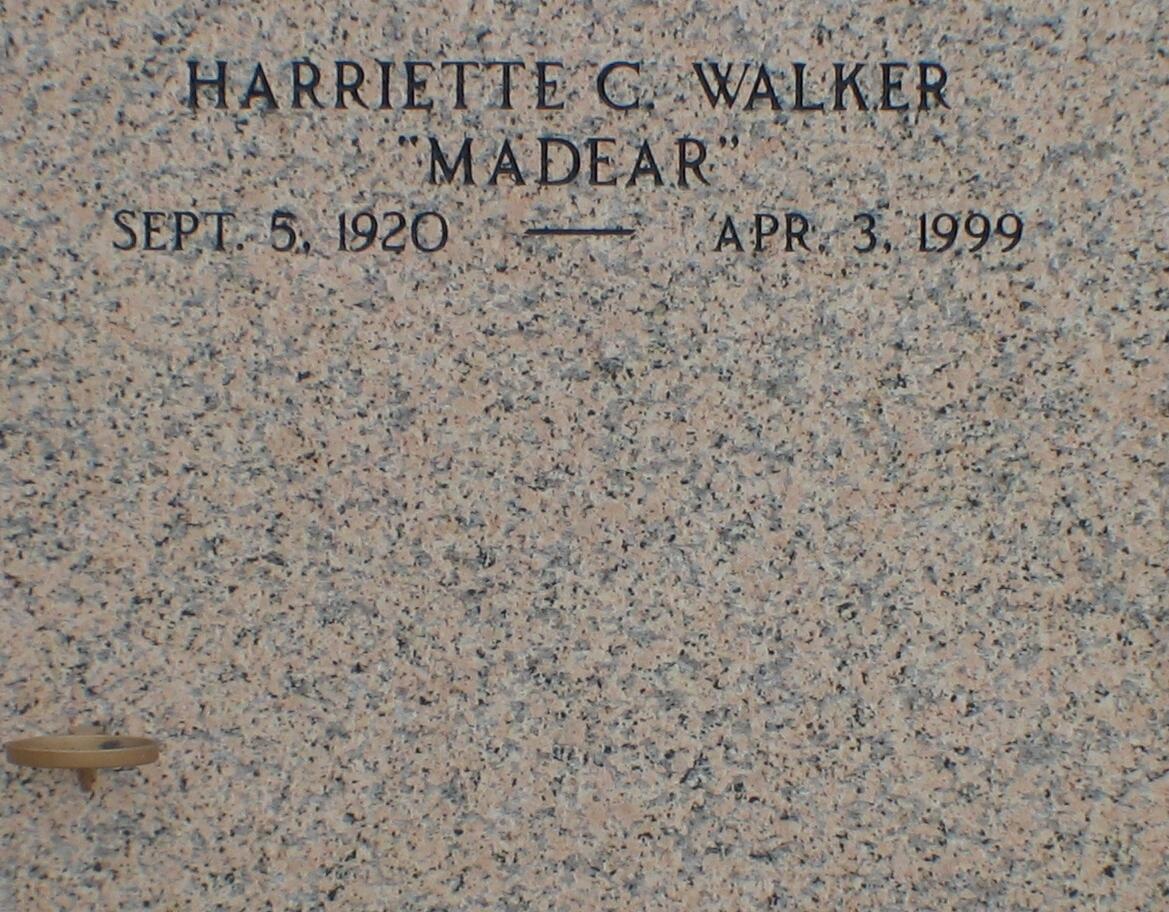 HARRIETTE C. WALKER
"MADEAR"
SEPT. 5, 1920 — APR. 3, 1999